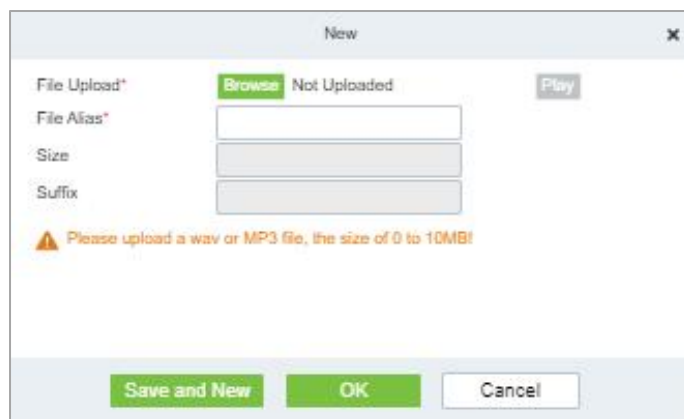 New
File Upload* Browse Not Uploaded Play
File Alias*
Size
Suffix
Please upload a wav or MP3 file, the size of 0 to 10MB!
Save and New OK Cancel